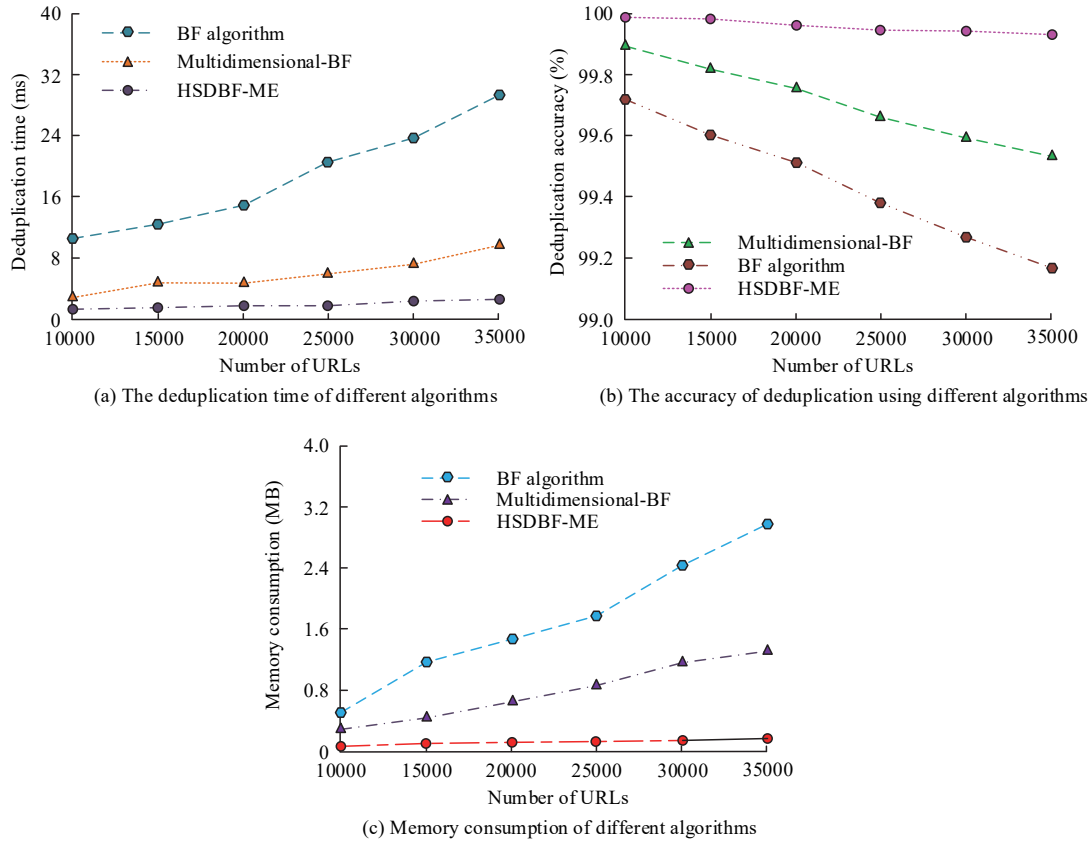 40
32
24
16
8
0
Deduplication time (ms)
BF algorithm
Multidimensional-BF
HSDBF-ME
10000 15000 20000 25000 30000 35000
Number of URLs
(a) The deduplication time of different algorithms
100
99.8
99.6
99.4
99.2
99.0
Deduplication accuracy (%)
Multidimensional-BF
BF algorithm
HSDBF-ME
10000 15000 20000 25000 30000 35000
Number of URLs
(b) The accuracy of deduplication using different algorithms
4.0
3.2
2.4
1.6
0.8
0
Memory consumption (MB)
BF algorithm
Multidimensional-BF
HSDBF-ME
10000 15000 20000 25000 30000 35000
Number of URLs
(c) Memory consumption of different algorithms